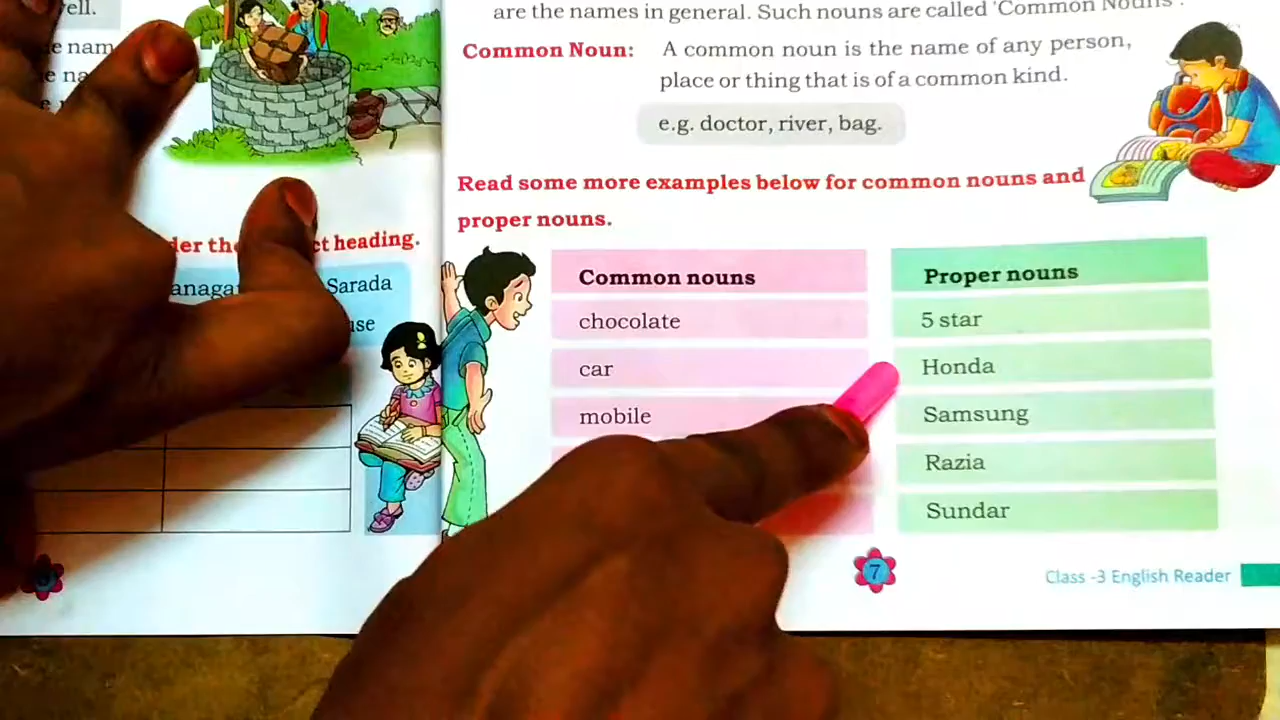 are the names in general. Such nouns are called 'Common Nouns'.
Common Noun: A common noun is the name of any person,
place or thing that is of a common kind.
e.g. doctor, river, bag.
Read some more examples below for common nouns and
proper nouns.
Common nouns Proper nouns
chocolate 5 star
car Honda
mobile Samsung
Razia
Sundar
7
Class -3 English Reader
heading.
Sarada